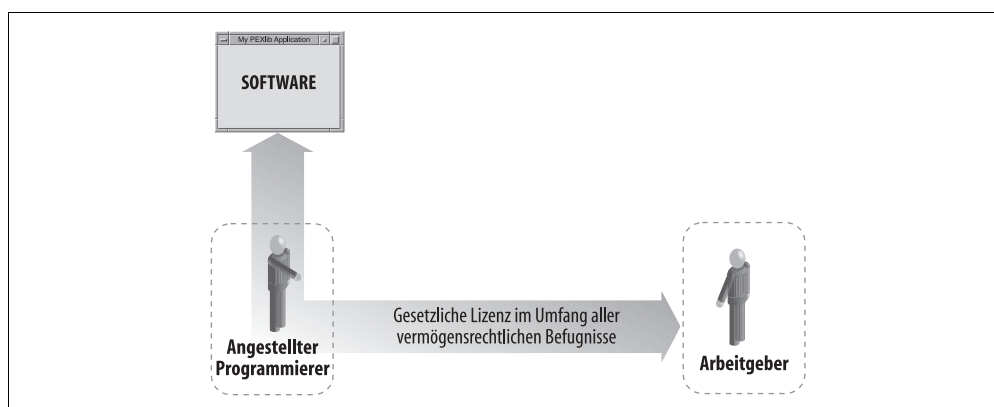 My PEXlib Application
SOFTWARE
Gesetzliche Lizenz im Umfang aller
vermögensrechtlichen Befugnisse
Angestellter
Programmierer
Arbeitgeber